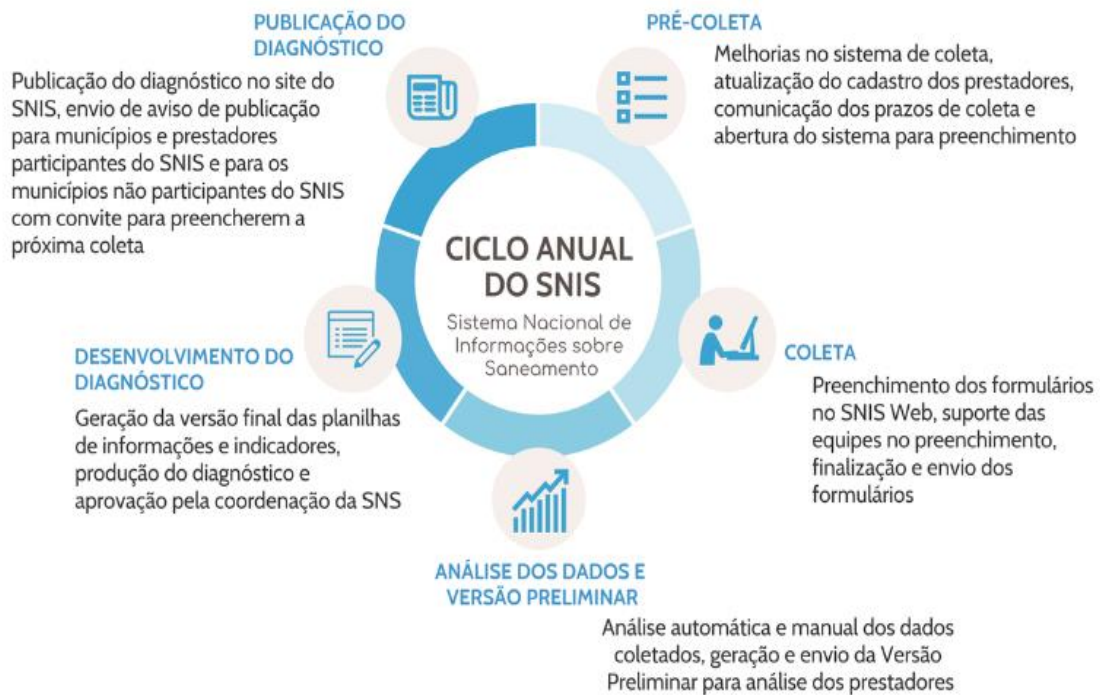 CICLO ANUAL
DO SNIS
Sistema Nacional de
Informações sobre
Saneamento
PRÉ-COLETA
Melhorias no sistema de coleta,
atualização do cadastro dos prestadores,
comunicação dos prazos de coleta e
abertura do sistema para preenchimento
COLETA
Preenchimento dos formulários
no SNIS Web, suporte das
equipes no preenchimento,
finalização e envio dos
formulários
ANÁLISE DOS DADOS E
VERSÃO PRELIMINAR
Análise automática e manual dos dados
coletados, geração e envio da Versão
Preliminar para análise dos prestadores
DESENVOLVIMENTO DO
DIAGNÓSTICO
Geração da versão final das planilhas
de informações e indicadores,
produção do diagnóstico e
aprovação pela coordenação da SNS
PUBLICAÇÃO DO
DIAGNÓSTICO
Publicação do diagnóstico no site do
SNIS, envio de aviso de publicação
para municípios e prestadores
participantes do SNIS e para os
municípios não participantes do SNIS
com convite para preencherem a
próxima coleta